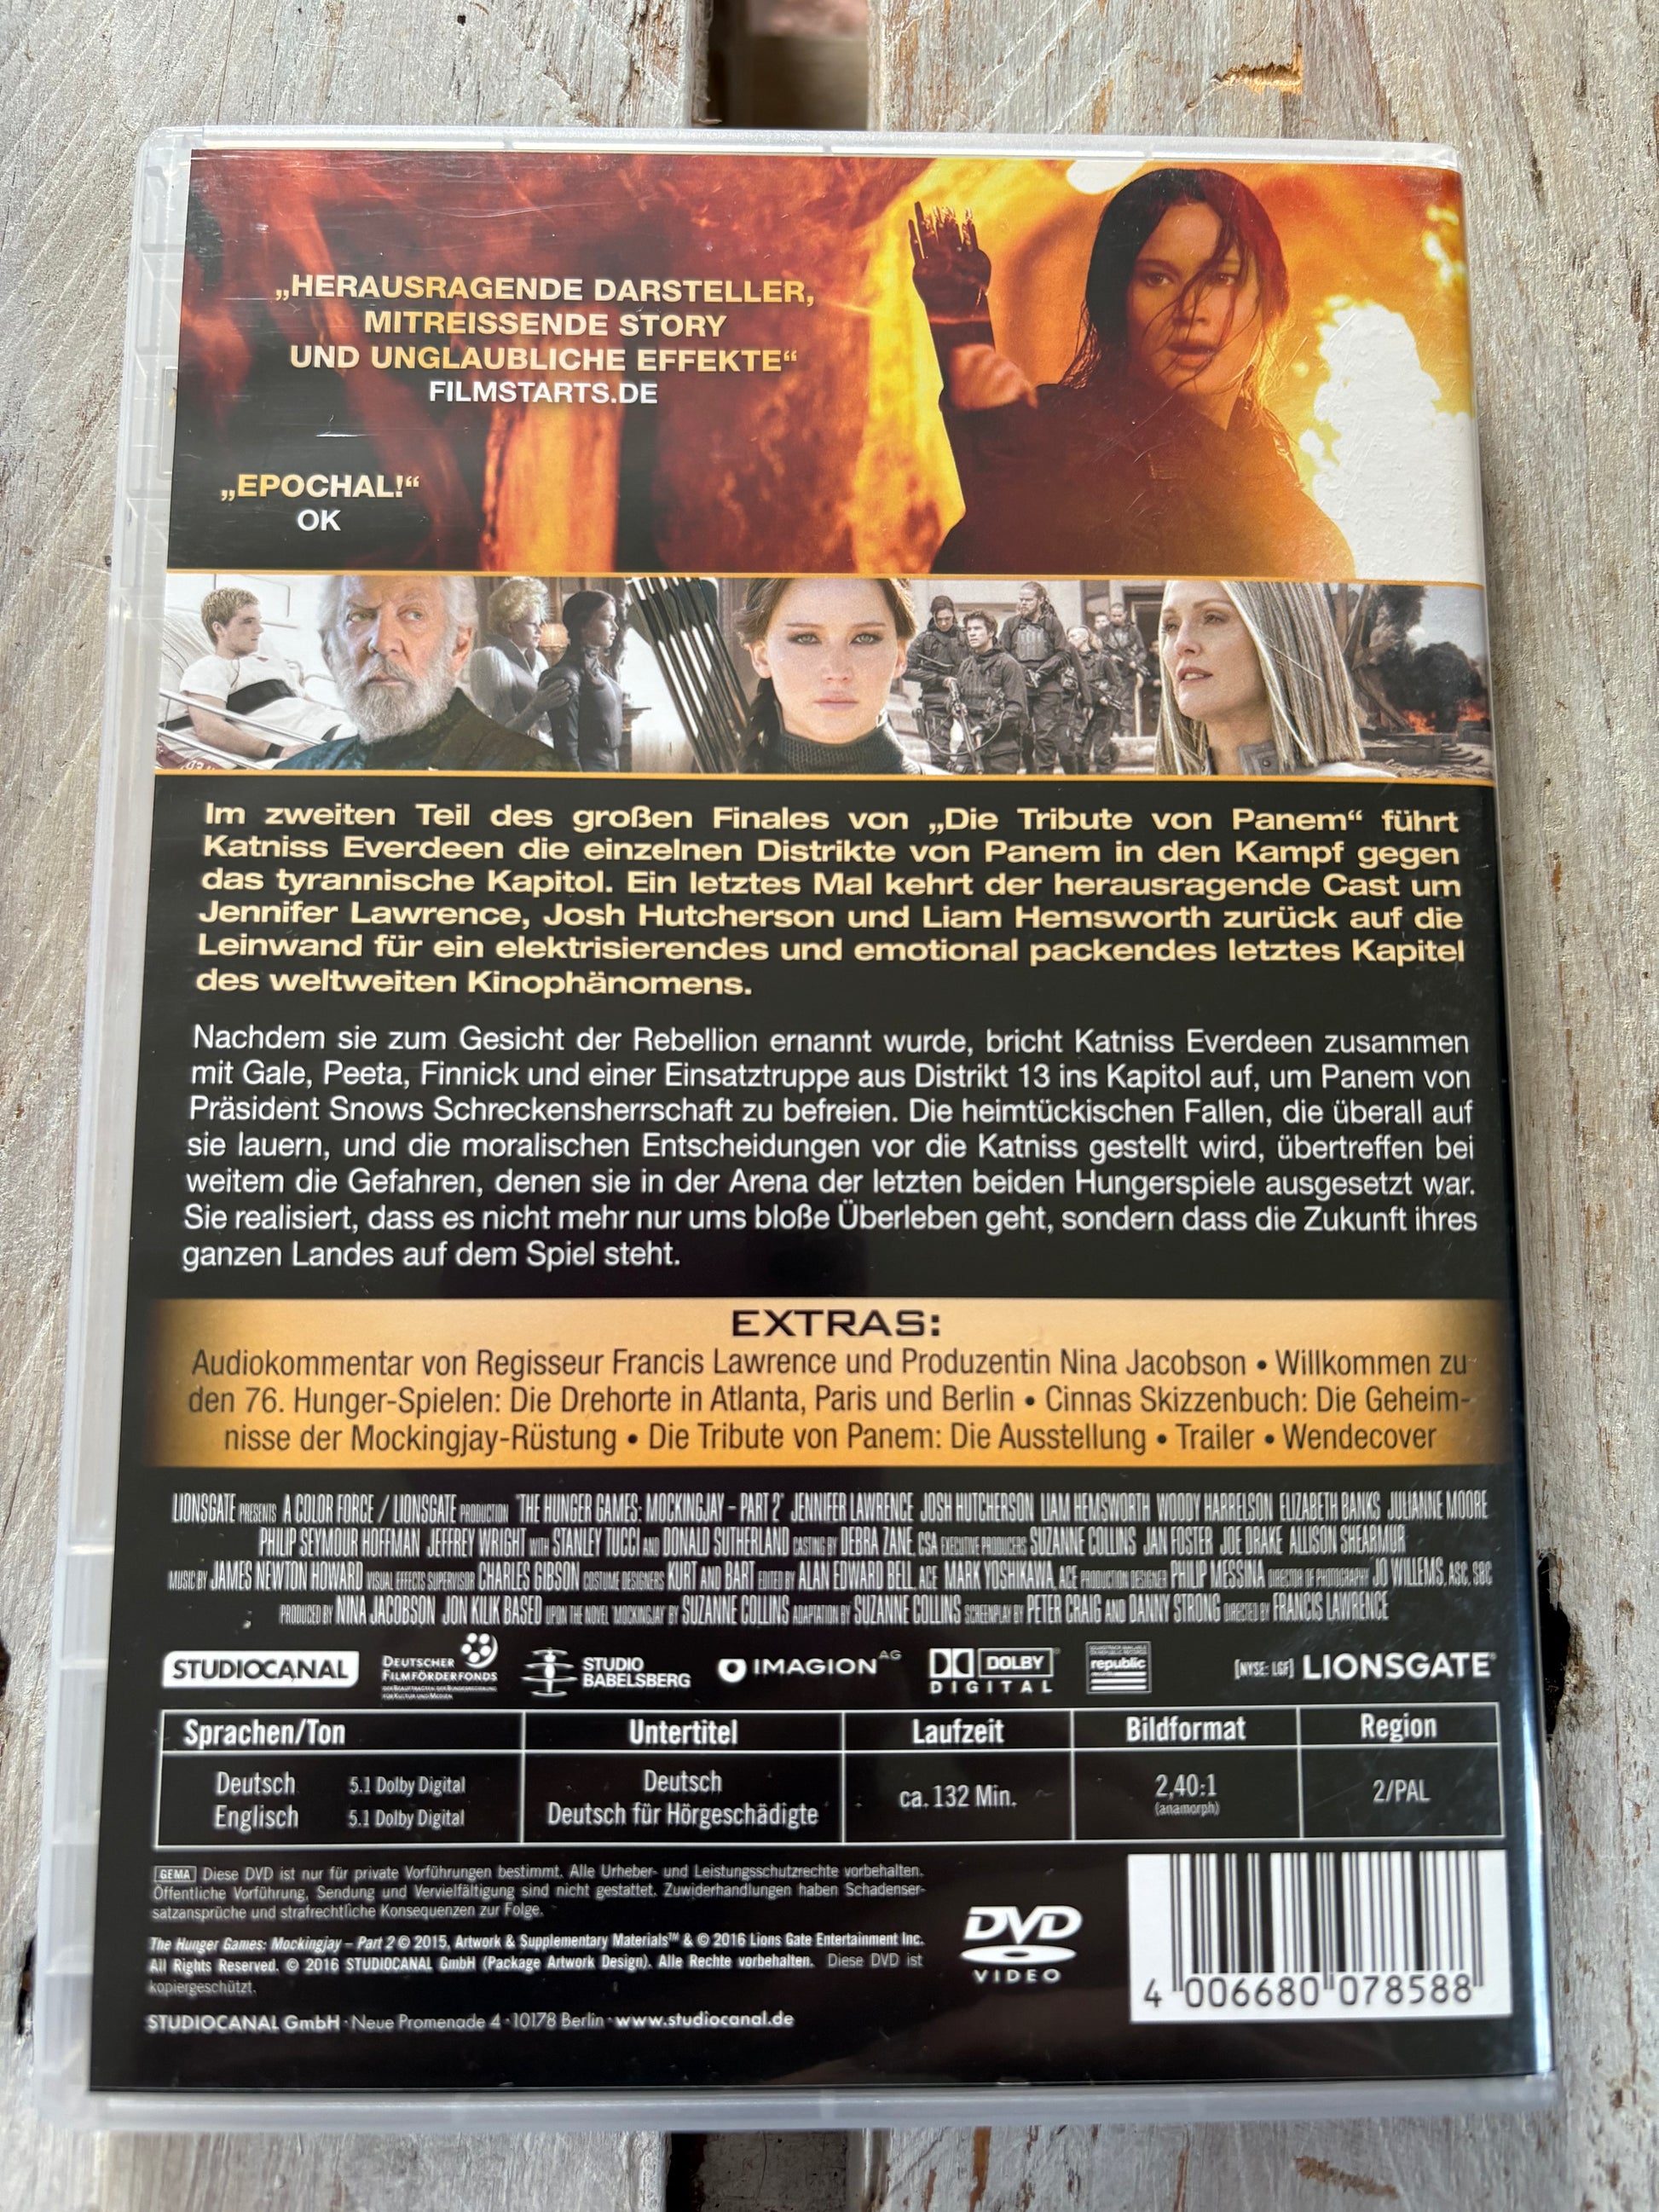 „HERAUSRAGENDE DARSTELLER,
MITREISSENDE STORY
UND UNGLAUBLICHE EFFEKTE“
FILMSTARTS.DE
„EPOCHAL!“
OK
Im zweiten Teil des großen Finales von „Die Tribute von Panem“ führt
Katniss Everdeen die einzelnen Distrikte von Panem in den Kampf gegen
das tyrannische Kapitol. Ein letztes Mal kehrt der herausragende Cast um
Jennifer Lawrence, Josh Hutcherson und Liam Hemsworth zurück auf die
Leinwand für ein elektrisierendes und emotional packendes letztes Kapitel
des weltweiten Kinophänomens.
Nachdem sie zum Gesicht der Rebellion ernannt wurde, bricht Katniss Everdeen zusammen
mit Gale, Peeta, Finnick und einer Einsatztruppe aus Distrikt 13 ins Kapitol auf, um Panem von
Präsident Snows Schreckensherrschaft zu befreien. Die heimtückischen Fallen, die überall auf
sie lauern, und die moralischen Entscheidungen vor die Katniss gestellt wird, übertreffen bei
weitem die Gefahren, denen sie in der Arena der letzten beiden Hungerspiele ausgesetzt war.
Sie realisiert, dass es nicht mehr nur ums bloße Überleben geht, sondern dass die Zukunft ihres
ganzen Landes auf dem Spiel steht.
EXTRAS:
Audiokommentar von Regisseur Francis Lawrence und Produzentin Nina Jacobson • Willkommen zu
den 76. Hunger-Spielen: Die Drehorte in Atlanta, Paris und Berlin • Cinnas Skizzenbuch: Die Geheim-
nisse der Mockingjay-Rüstung • Die Tribute von Panem: Die Ausstellung • Trailer • Wendecover
LIONSGATE PRESENTS A COLOR FORCE / LIONSGATE PRODUCTION "THE HUNGER GAMES: MOCKINGJAY – PART 2" JENNIFER LAWRENCE JOSH HUTCHERSON LIAM HEMSWORTH WOODY HARRELSON ELIZABETH BANKS JULIANNE MOORE
PHILIP SEYMOUR HOFFMAN JEFFREY WRIGHT WITH STANLEY TUCCI AND DONALD SUTHERLAND CASTING BY DEBRA ZANE, CSA EXECUTIVE PRODUCERS SUZANNE COLLINS JAN FOSTER JOE DRAKE ALLISON SHEARMUR
MUSIC BY JAMES NEWTON HOWARD VISUAL EFFECTS SUPERVISOR CHARLES GIBSON COSTUME DESIGNERS KURT AND BART EDITED BY ALAN EDWARD BELL, ACE MARK YOSHIKAWA, ACE PRODUCTION DESIGNER PHILIP MESSINA DIRECTOR OF PHOTOGRAPHY JO WILLEMS, ASC, SBC
PRODUCED BY NINA JACOBSON JON KILIK BASED UPON THE NOVEL "MOCKINGJAY" BY SUZANNE COLLINS ADAPTATION BY SUZANNE COLLINS SCREENPLAY BY PETER CRAIG AND DANNY STRONG DIRECTED BY FRANCIS LAWRENCE
STUDIOCANAL DEUTSCHER FILMFÖRDERFONDS STUDIO BABELSBERG IMAGION AG DOLBY DIGITAL republic [NYSE: LGF] LIONSGATE
Sprachen/Ton Untertitel Laufzeit Bildformat Region
Deutsch 5.1 Dolby Digital Deutsch ca. 132 Min. 2,40:1 2/PAL
Englisch 5.1 Dolby Digital Deutsch für Hörgeschädigte (anamorph)
GEMA Diese DVD ist nur für private Vorführungen bestimmt. Alle Urheber- und Leistungsschutzrechte vorbehalten.
Öffentliche Vorführung, Sendung und Vervielfältigung sind nicht gestattet. Zuwiderhandlungen haben Schadenser-
satzansprüche und strafrechtliche Konsequenzen zur Folge.
The Hunger Games: Mockingjay – Part 2 © 2015, Artwork & Supplementary Materials™ & © 2016 Lions Gate Entertainment Inc.
All Rights Reserved. © 2016 STUDIOCANAL GmbH (Package Artwork Design). Alle Rechte vorbehalten. Diese DVD ist
kopiergeschützt.
STUDIOCANAL GmbH · Neue Promenade 4 · 10178 Berlin · www.studiocanal.de
DVD
VIDEO
4 006680 078588